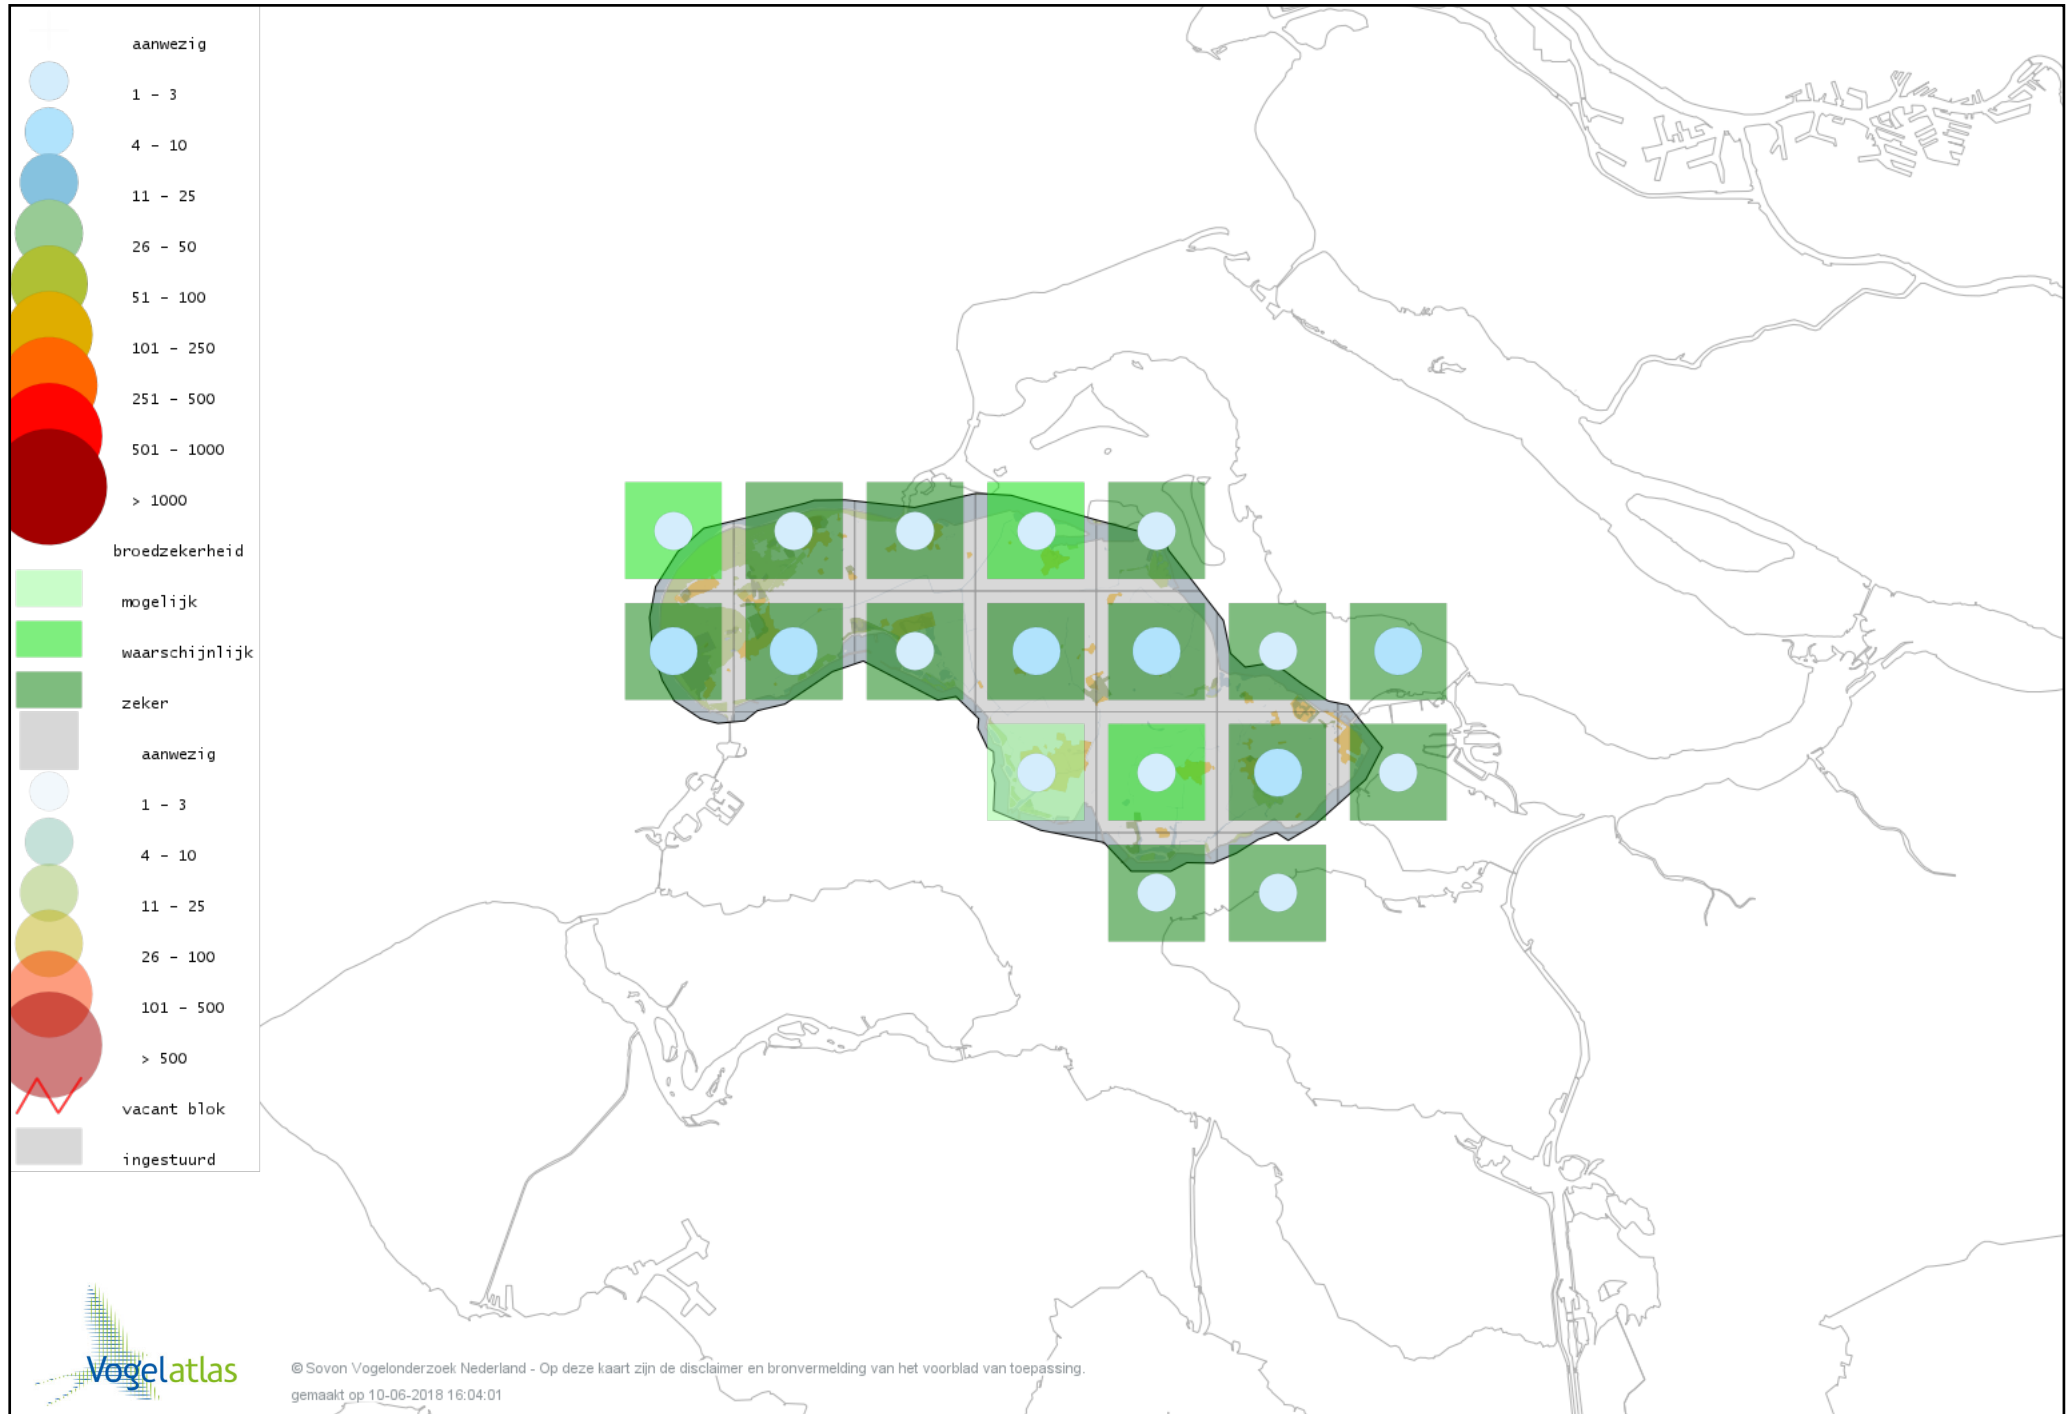 aanwezig
1 - 3
4 - 10
11 - 25
26 - 50
51 - 100
101 - 250
251 - 500
501 - 1000
> 1000
broedzekerheid
mogelijk
waarschijnlijk
zeker
aanwezig
1 - 3
4 - 10
11 - 25
26 - 100
101 - 500
> 500
vacant blok
ingestuurd
Vogelatlas
© Sovon Vogelonderzoek Nederland - Op deze kaart zijn de disclaimer en bronvermelding van het voorblad van toepassing.
gemaakt op 10-06-2018 16:04:01